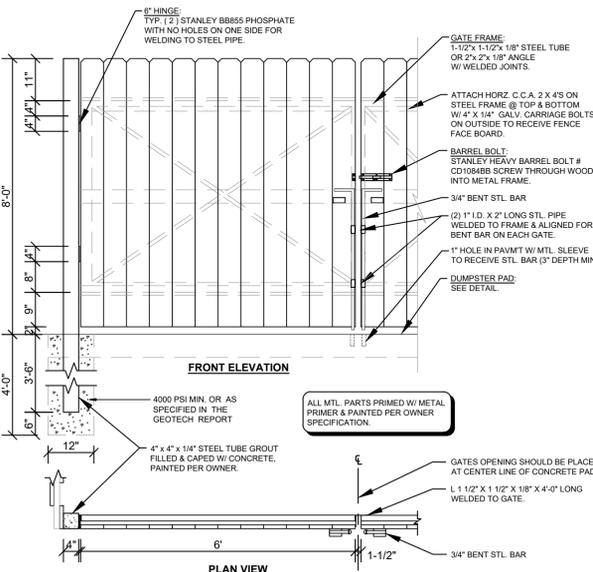 6" HINGE:
TYP. ( 2 ) STANLEY BB855 PHOSPHATE
WITH NO HOLES ON ONE SIDE FOR
WELDING TO STEEL PIPE.
GATE FRAME:
1-1/2"x 1-1/2"x 1/8" STEEL TUBE
OR 2"x 2"x 1/8" ANGLE
W/ WELDED JOINTS.
ATTACH HORZ. C.C.A. 2 X 4'S ON
STEEL FRAME @ TOP & BOTTOM
W/ 4" X 1/4" GALV. CARRIAGE BOLTS
ON OUTSIDE TO RECEIVE FENCE
FACE BOARD.
BARREL BOLT:
STANLEY HEAVY BARREL BOLT #
CD1084BB SCREW THROUGH WOOD
INTO METAL FRAME.
3/4" BENT STL. BAR
(2) 1" I.D. X 2" LONG STL. PIPE
WELDED TO FRAME & ALIGNED FOR
BENT BAR ON EACH GATE.
1" HOLE IN PAVM'T W/ MTL. SLEEVE
TO RECEIVE STL. BAR (3" DEPTH MIN
DUMPSTER PAD:
SEE DETAIL.
11"
4"
4"
8'-0"
4"
8"
9"
2"
4'-0"
3'-6"
6"
12"
FRONT ELEVATION
4000 PSI MIN. OR AS
SPECIFIED IN THE
GEOTECH REPORT
ALL MTL. PARTS PRIMED W/ METAL
PRIMER & PAINTED PER OWNER
SPECIFICATION.
4" x 4" x 1/4" STEEL TUBE GROUT
FILLED & CAPED W/ CONCRETE,
PAINTED PER OWNER.
GATES OPENING SHOULD BE PLACE
AT CENTER LINE OF CONCRETE PAD
L 1 1/2" X 1 1/2" X 1/8" X 4'-0" LONG
WELDED TO GATE.
4"
6'
1-1/2"
3/4" BENT STL. BAR
PLAN VIEW